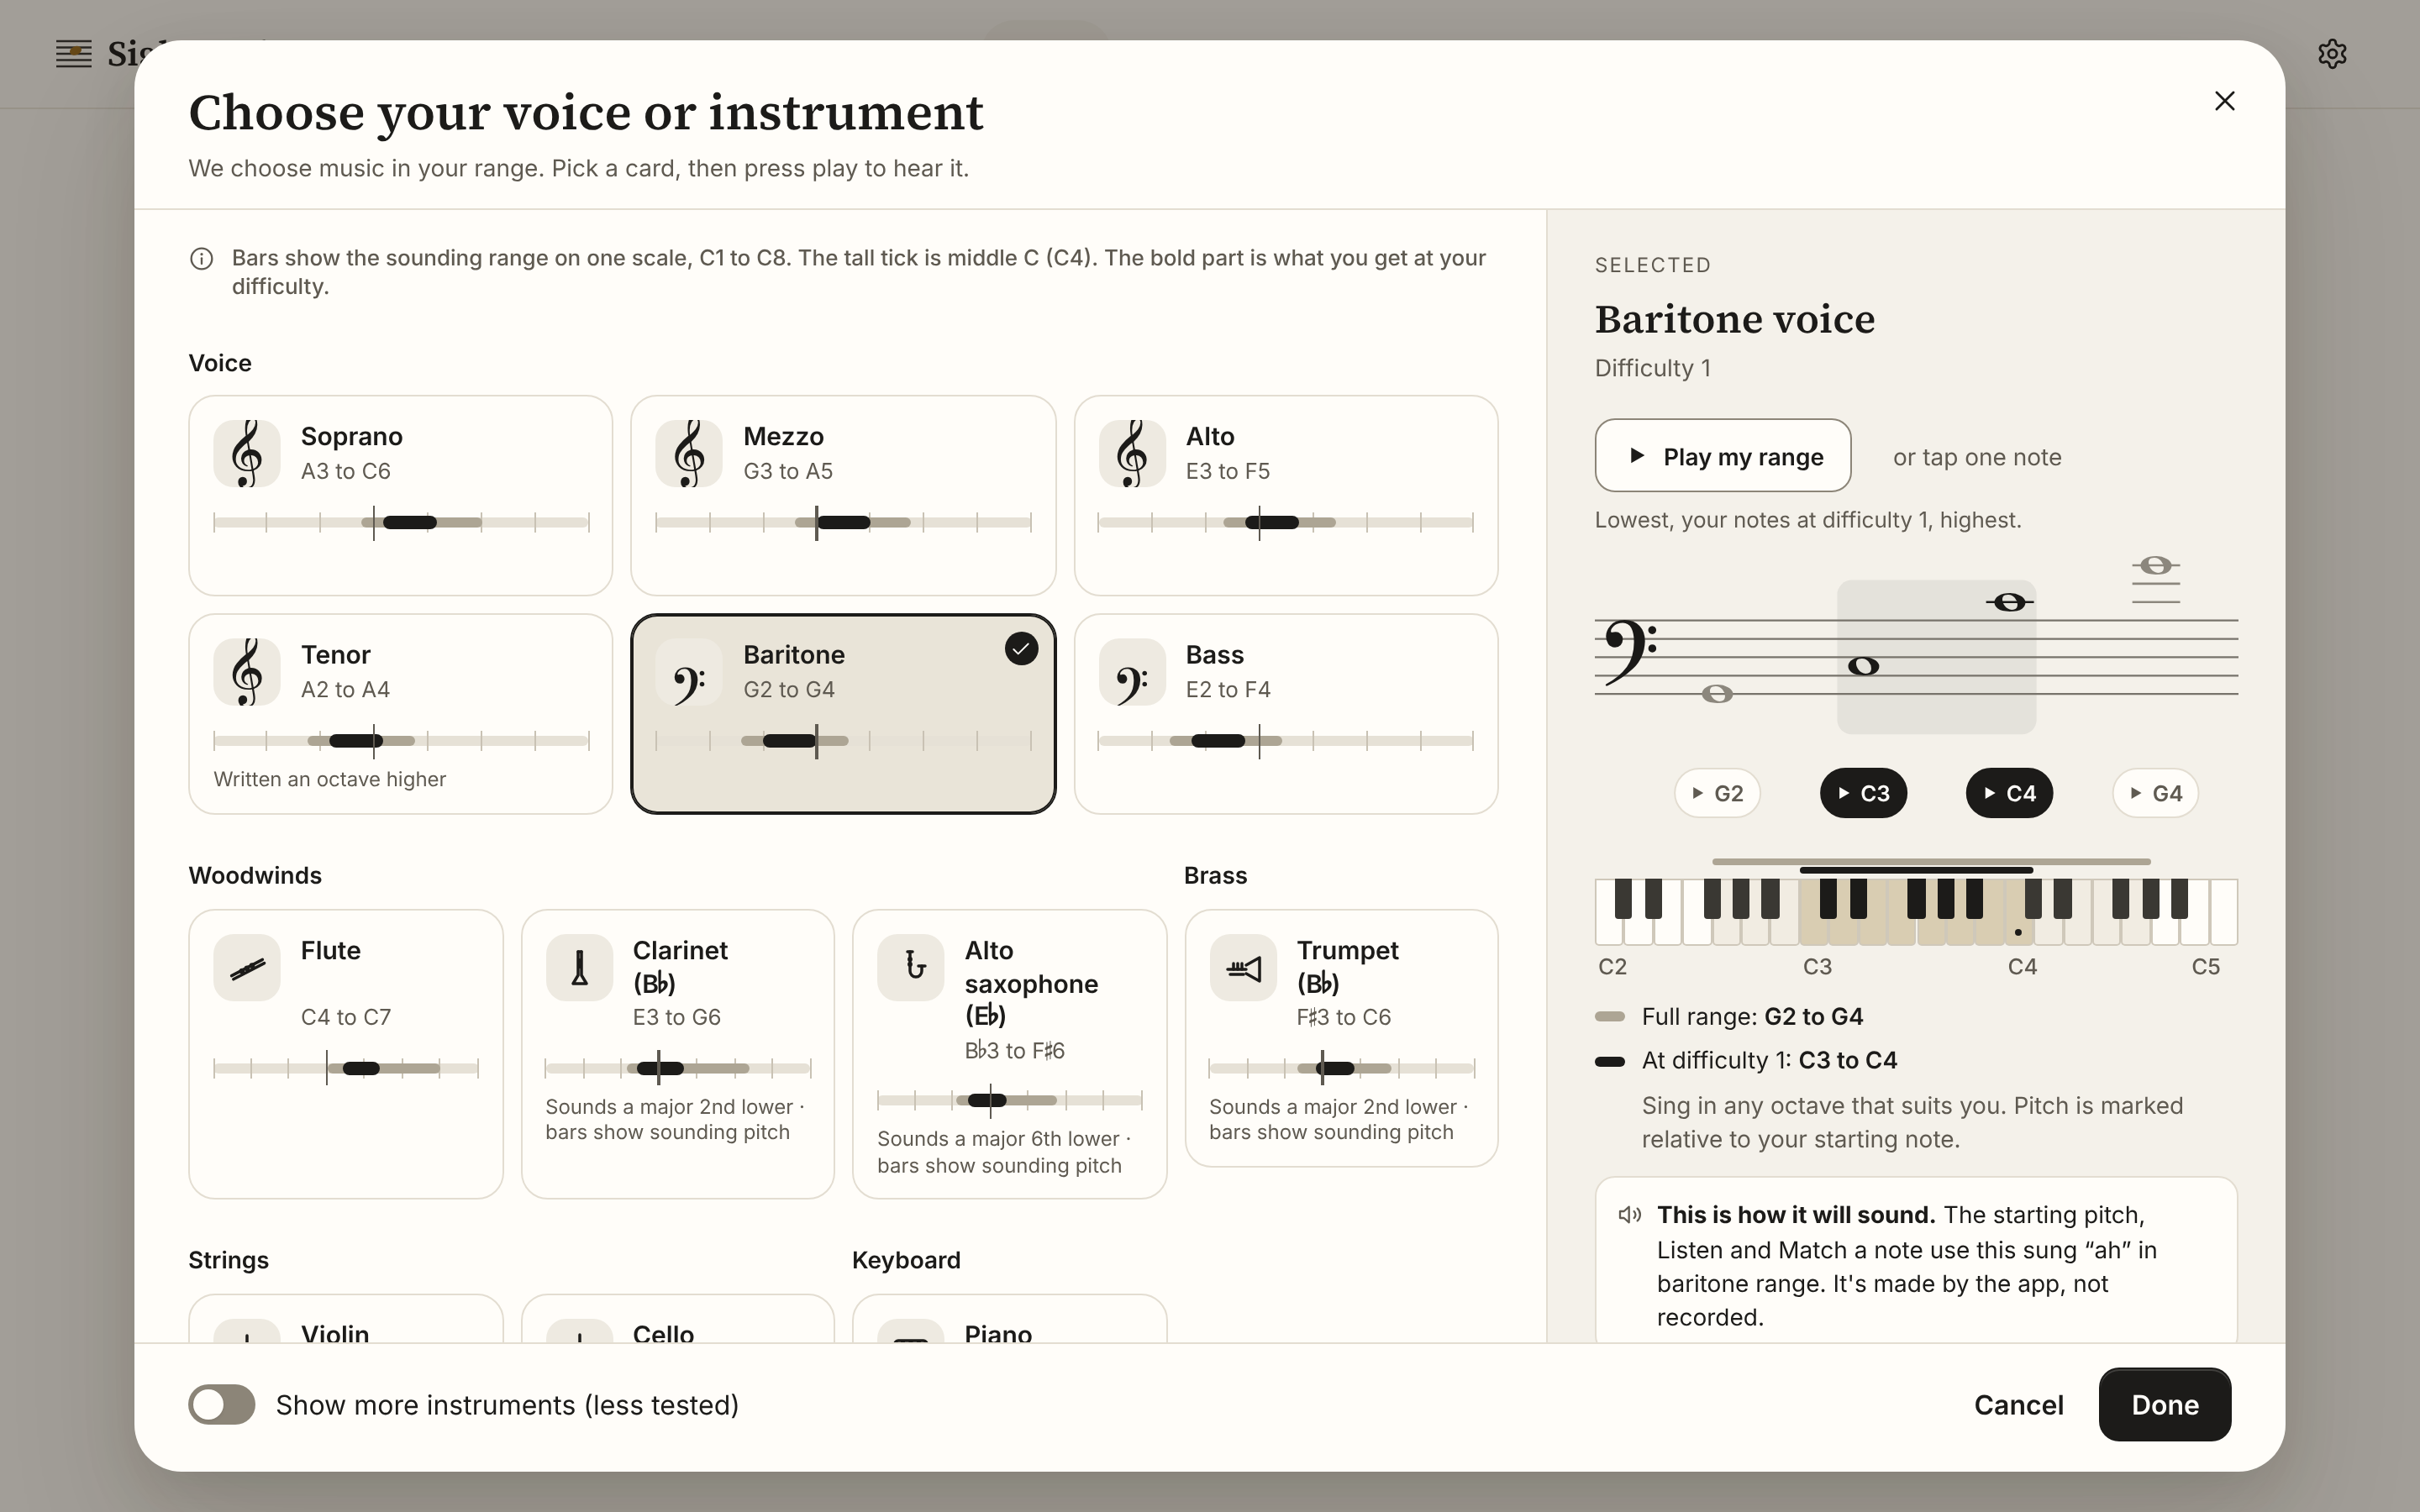 Choose your voice or instrument
We choose music in your range. Pick a card, then press play to hear it.
Bars show the sounding range on one scale, C1 to C8. The tall tick is middle C (C4). The bold part is what you get at your
difficulty.
Voice
Soprano
A3 to C6
Mezzo
G3 to A5
Alto
E3 to F5
Tenor
A2 to A4
Written an octave higher
Baritone
G2 to G4
Bass
E2 to F4
Woodwinds
Flute
C4 to C7
Clarinet
(B♭)
E3 to G6
Sounds a major 2nd lower ·
bars show sounding pitch
Alto
saxophone
(E♭)
B♭3 to F♯6
Sounds a major 6th lower ·
bars show sounding pitch
Brass
Trumpet
(B♭)
F♯3 to C6
Sounds a major 2nd lower ·
bars show sounding pitch
Strings
Violin
Cello
Keyboard
Piano
SELECTED
Baritone voice
Difficulty 1
Play my range
or tap one note
Lowest, your notes at difficulty 1, highest.
G2
C3
C4
G4
C2
C3
C4
C5
Full range: G2 to G4
At difficulty 1: C3 to C4
Sing in any octave that suits you. Pitch is marked
relative to your starting note.
This is how it will sound. The starting pitch,
Listen and Match a note use this sung “ah” in
baritone range. It's made by the app, not
recorded.
Show more instruments (less tested)
Cancel
Done